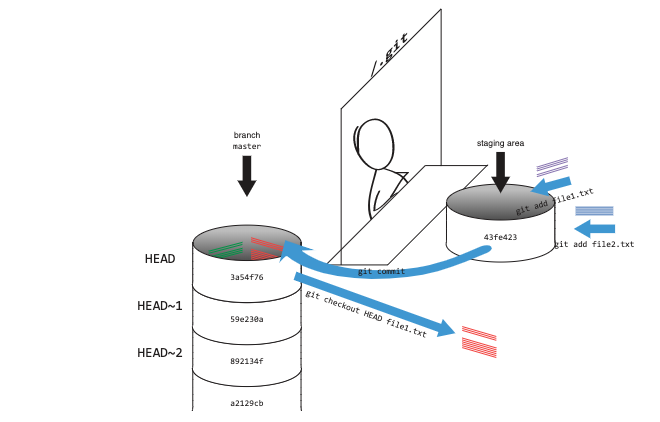 /.git
branch
master
staging area
git add file1.txt
43fe423
git add file2.txt
HEAD
3a54f76
git commit
git checkout HEAD file1.txt
HEAD~1
59e230a
HEAD~2
892134f
a2129cb